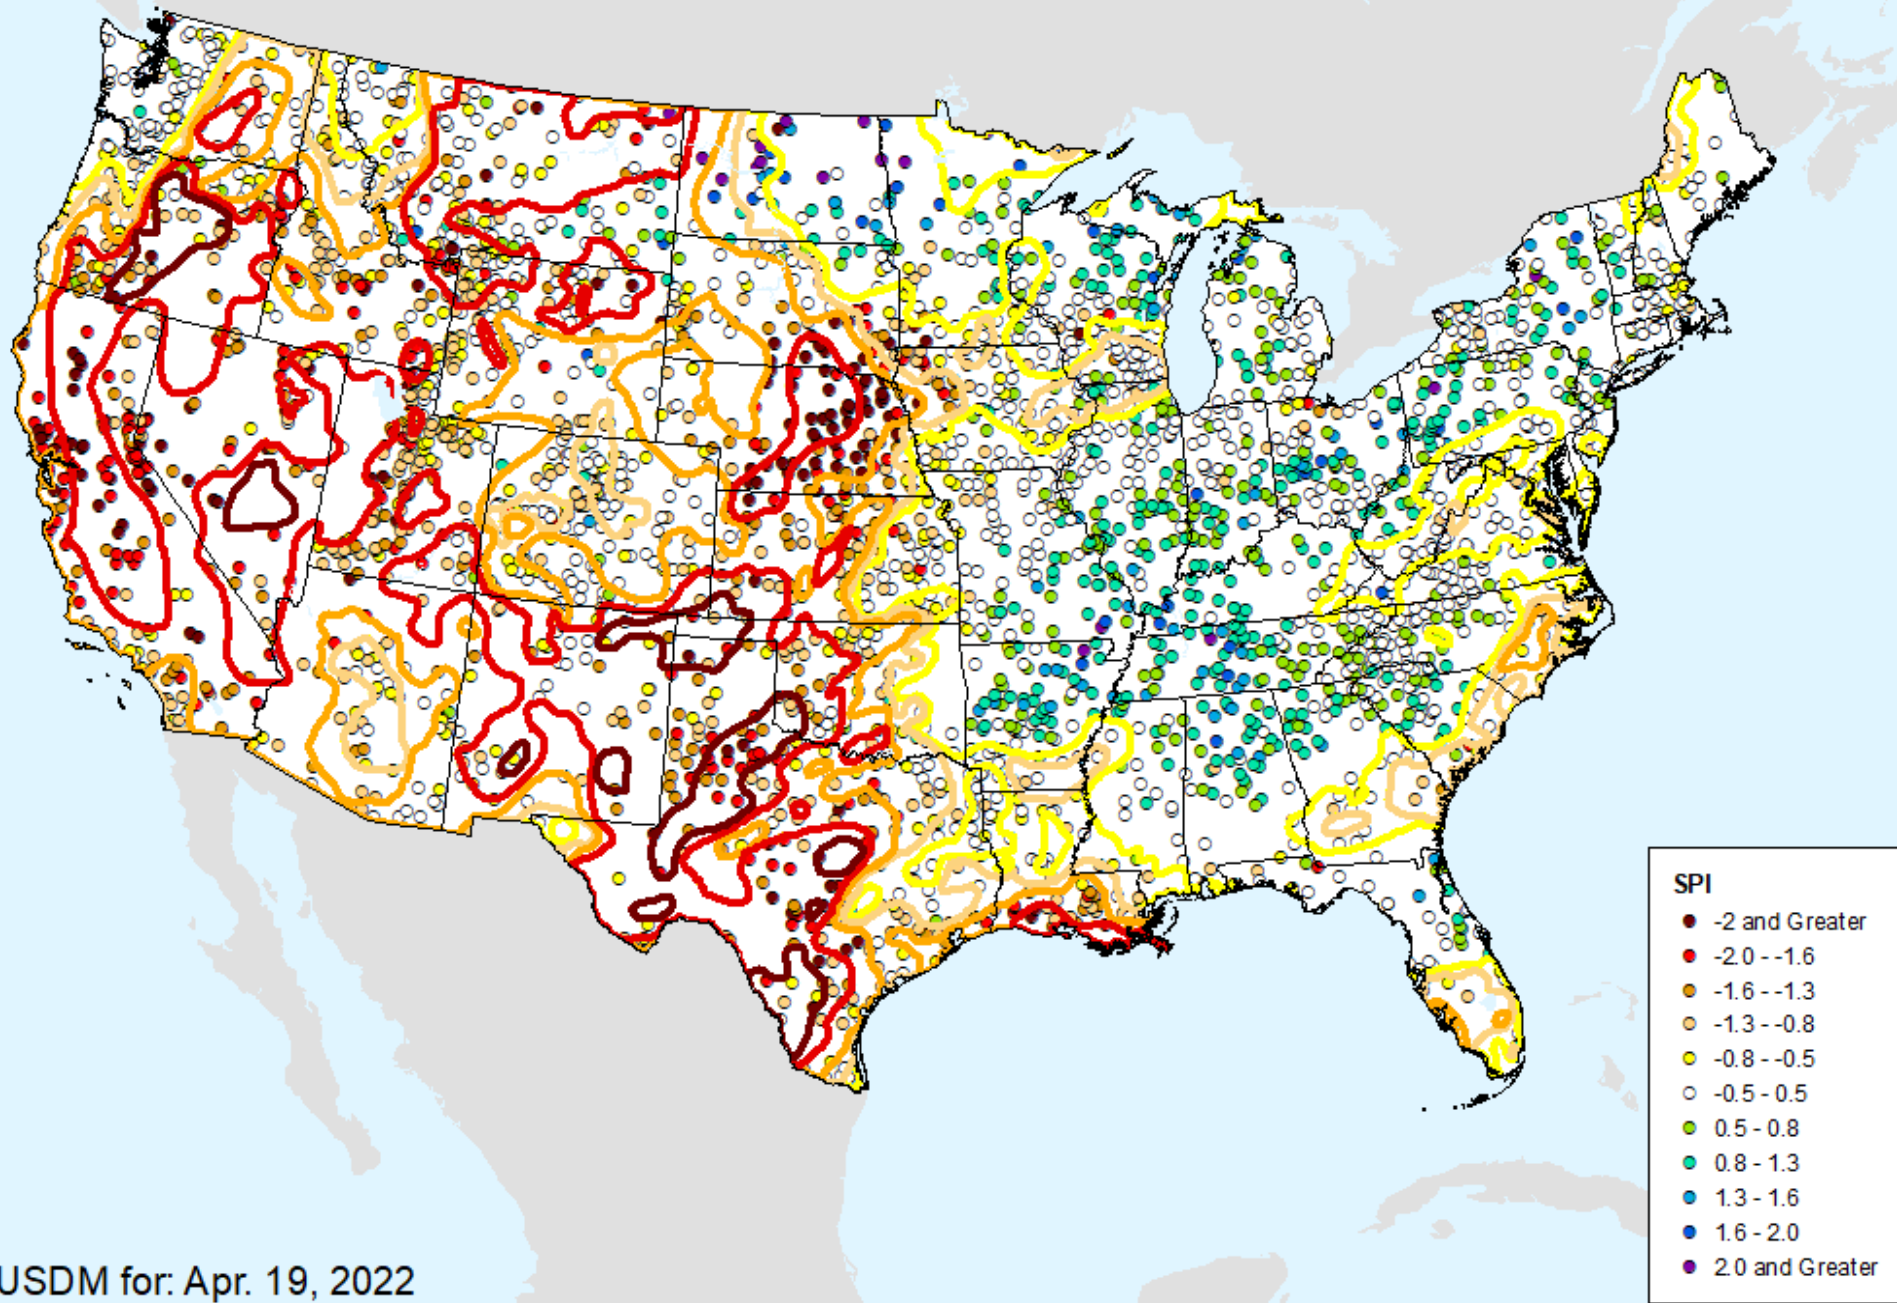 SPI
-2 and Greater
-2.0 - -1.6
-1.6 - -1.3
-1.3 - -0.8
-0.8 - -0.5
-0.5 - 0.5
0.5 - 0.8
0.8 - 1.3
1.3 - 1.6
1.6 - 2.0
2.0 and Greater
USDM for: Apr. 19, 2022